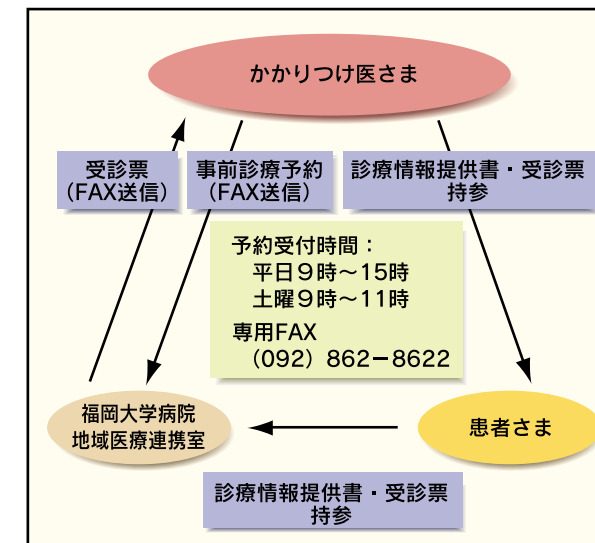 かかりつけ医さま
受診票
(FAX送信)
事前診療予約
(FAX送信)
診療情報提供書・受診票
持参
予約受付時間：
平日９時〜15時
土曜９時〜11時
専用FAX
(092) 862−8622
福岡大学病院
地域医療連携室
患者さま
診療情報提供書・受診票
持参